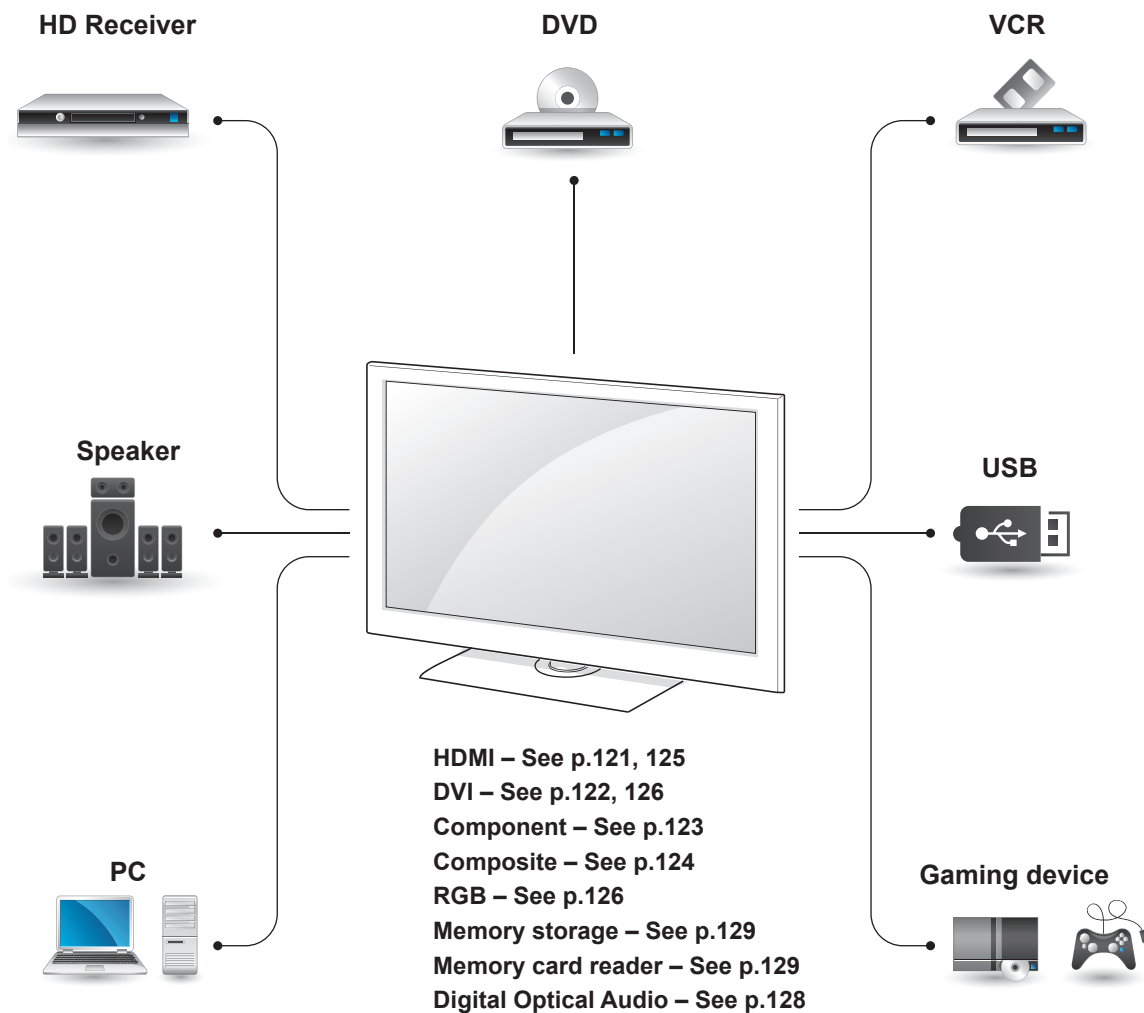 HD Receiver
DVD
VCR
Speaker
USB
PC
Gaming device
HDMI – See p.121, 125
DVI – See p.122, 126
Component – See p.123
Composite – See p.124
RGB – See p.126
Memory storage – See p.129
Memory card reader – See p.129
Digital Optical Audio – See p.128